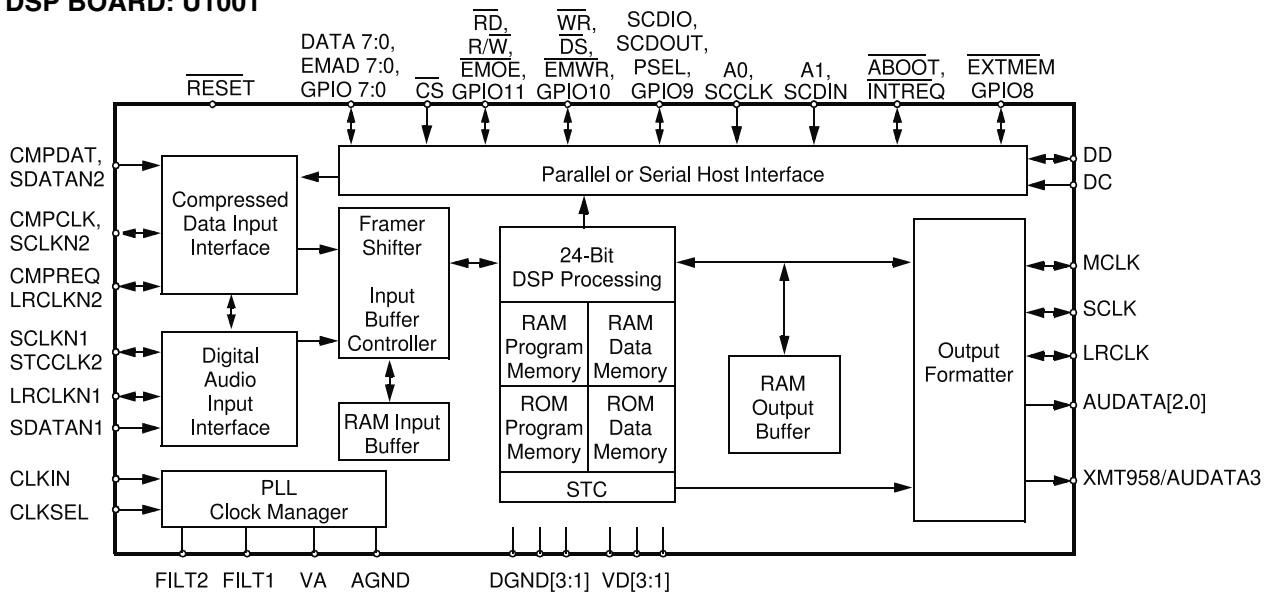 DSP BOARD: U1001
RESET
DATA 7:0,
EMAD 7:0,
GPIO 7:0
CS
RD,
R/W,
EMOE,
GPIO11
WR,
DS,
EMWR,
GPIO10
SCDIO,
SCDOUT,
PSEL,
GPIO9
A0,
SCCLK
A1,
SCDIN
ABOOT,
INTREQ
EXTMEM
GPIO8
CMPDAT,
SDATAN2
CMPCLK,
SCLKN2
CMPREQ
LRCLKN2
SCLKN1
STCCLK2
LRCLKN1
SDATAN1
CLKIN
CLKSEL
Compressed
Data Input
Interface
Digital
Audio
Input
Interface
PLL
Clock Manager
Parallel or Serial Host Interface
Framer
Shifter
Input
Buffer
Controller
RAM Input
Buffer
24-Bit
DSP Processing
RAM
Program
Memory
RAM
Data
Memory
ROM
Program
Memory
ROM
Data
Memory
STC
RAM
Output
Buffer
Output
Formatter
DD
DC
MCLK
SCLK
LRCLK
AUDATA[2.0]
XMT958/AUDATA3
FILT2
FILT1
VA
AGND
DGND[3:1]
VD[3:1]